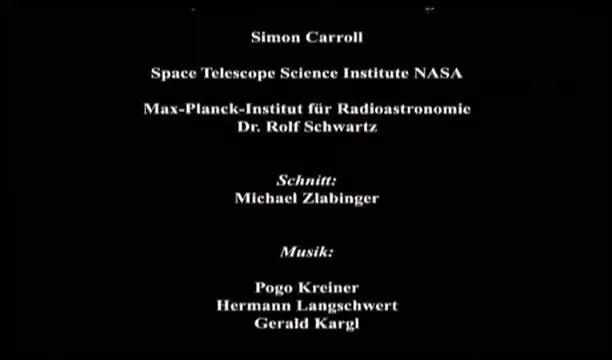 Simon Carroll
Space Telescope Science Institute NASA
Max-Planck-Institut für Radioastronomie
Dr. Rolf Schwartz
Schnitt:
Michael Zlabinger
Musik:
Pogo Kreiner
Hermann Langschwert
Gerald Kargl